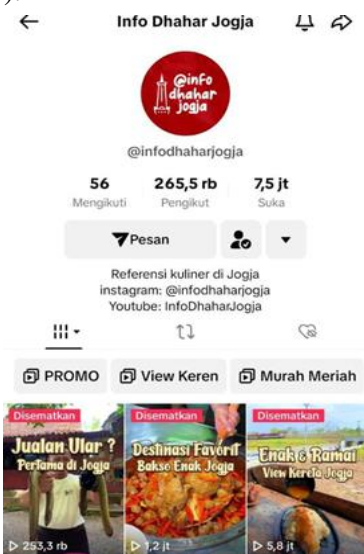 ).
Info Dhahar Jogja
@info
dhahar
jogja
@infodhaharjogja
56 265,5 rb 7,5 jt
Mengikuti Pengikut Suka
Pesan
Referensi kuliner di Jogja
instagram: @infodhaharjogja
Youtube: InfoDhaharJogja
PROMO View Keren Murah Meriah
Disematkan Disematkan Disematkan
Jualan Ular ?
Pertama di Jogja
Destinasi Favorit
Bakso Enak Jogja
Enak & Ramai
View Kereta Jogja
253,3 rb 1,2 jt 5,8 jt